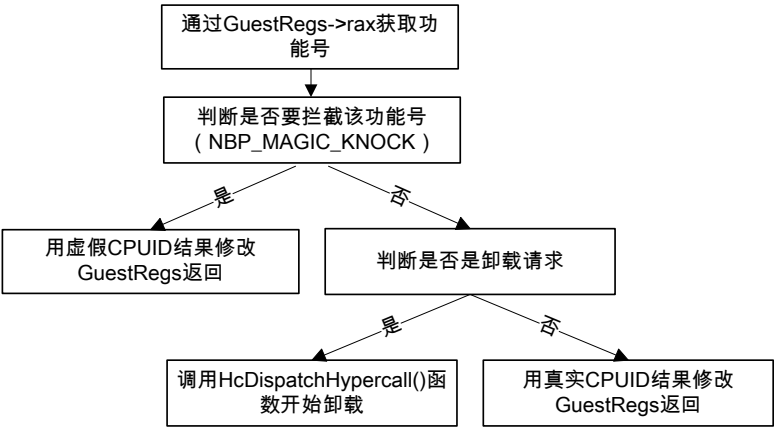 通过GuestRegs->rax获取功
能号
判断是否要拦截该功能号
（NBP_MAGIC_KNOCK）
是
否
用虚假CPUID结果修改
GuestRegs返回
判断是否是卸载请求
是
否
调用HcDispatchHypercall()函
数开始卸载
用真实CPUID结果修改
GuestRegs返回